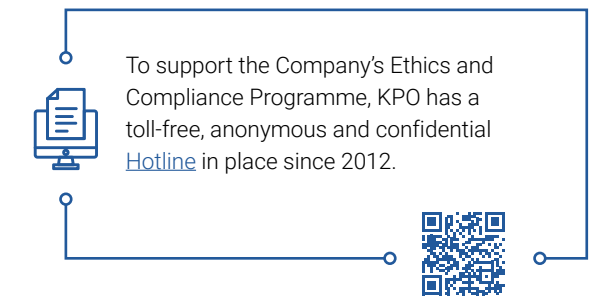 To support the Company’s Ethics and
Compliance Programme, KPO has a
toll-free, anonymous and confidential
Hotline in place since 2012.